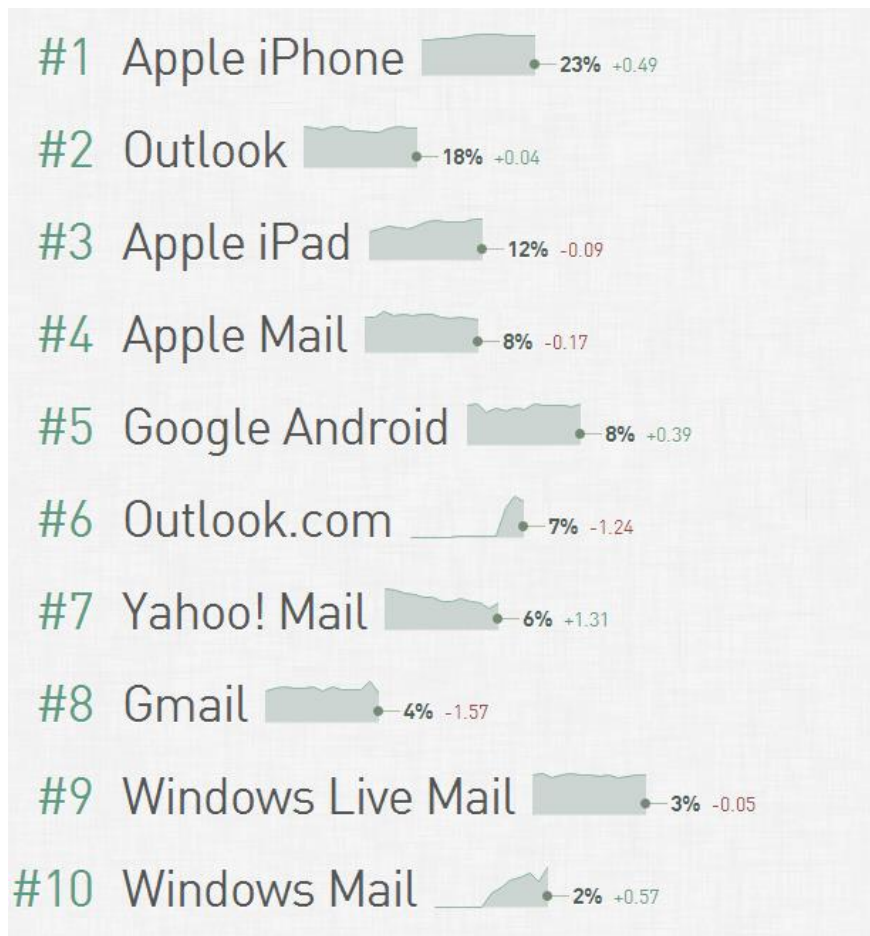 #1 Apple iPhone 23% +0.49
#2 Outlook 18% +0.04
#3 Apple iPad 12% -0.09
#4 Apple Mail 8% -0.17
#5 Google Android 8% +0.39
#6 Outlook.com 7% -1.24
#7 Yahoo! Mail 6% +1.31
#8 Gmail 4% -1.57
#9 Windows Live Mail 3% -0.05
#10 Windows Mail 2% +0.57